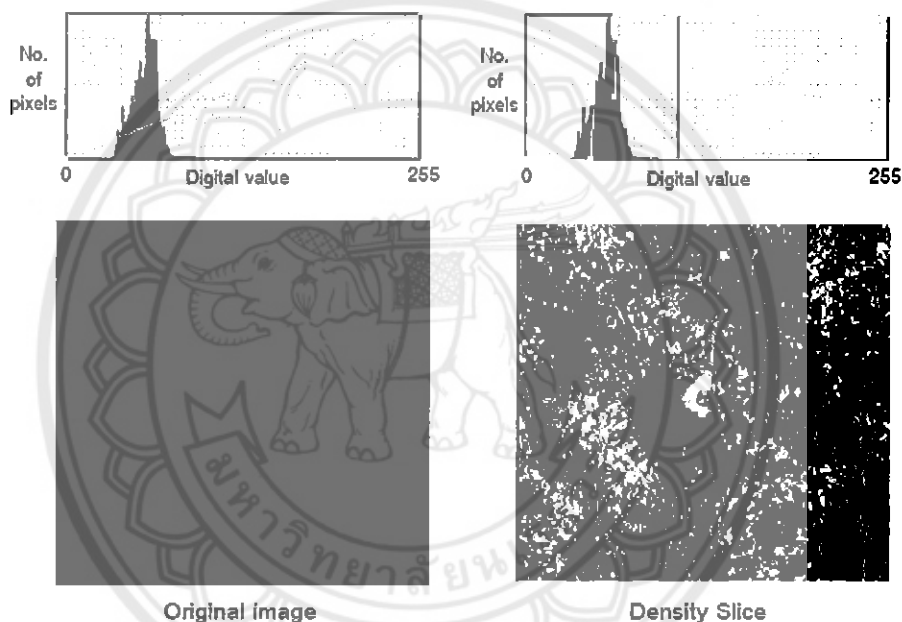 No.
of
pixels
0
Digital value
255
No.
of
pixels
0
Digital value
255
Original image
Density Slice